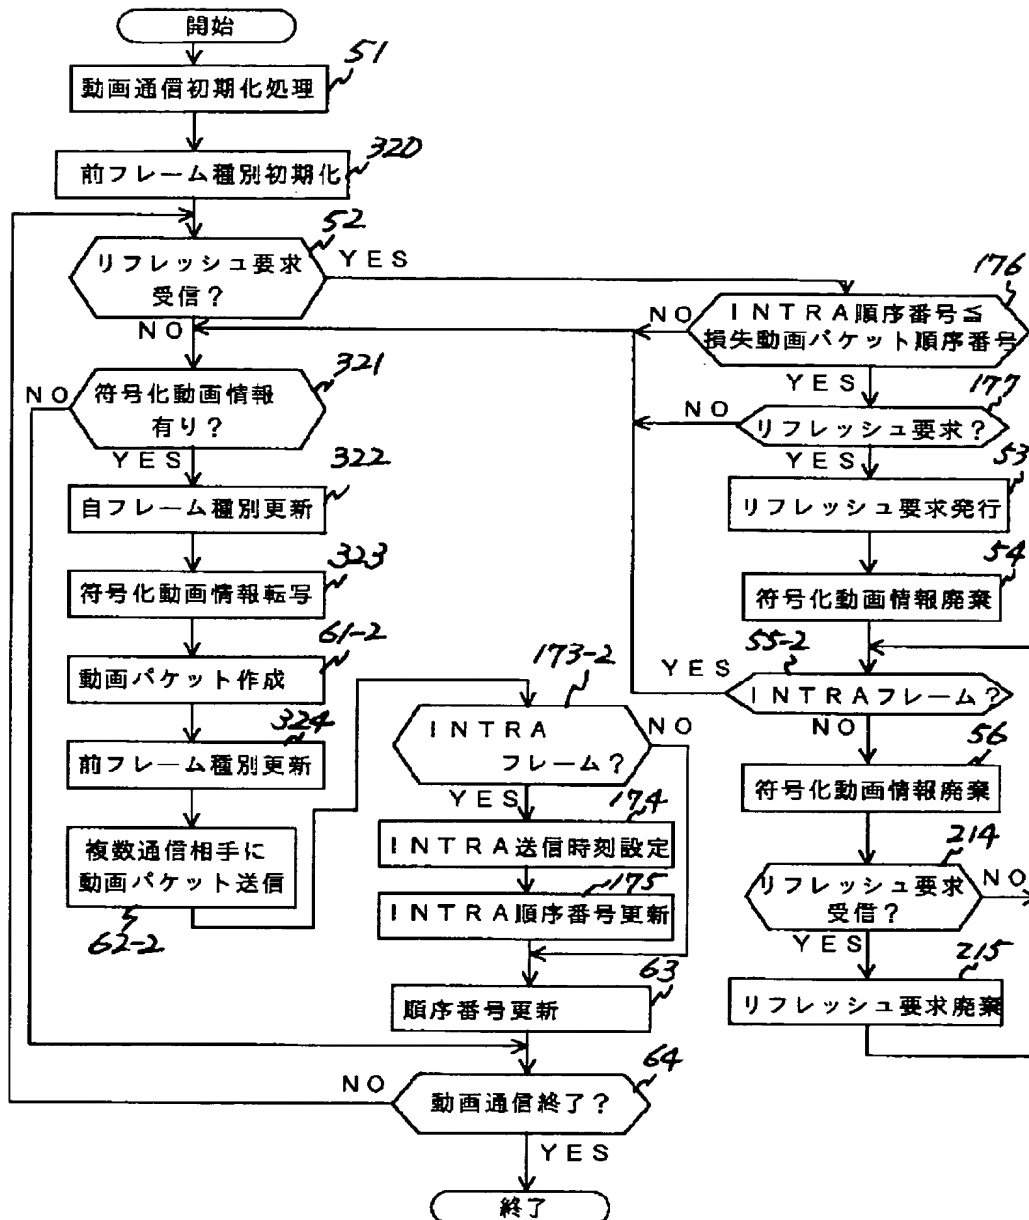 開始
51
動画通信初期化処理
320
前フレーム種別初期化
52
リフレッシュ要求
受信？
YES
NO
321
符号化動画情報
有り？
NO
YES
322
自フレーム種別更新
323
符号化動画情報転写
61-2
動画パケット作成
324
前フレーム種別更新
複数通信相手に
動画パケット送信
62-2
173-2
INTRA
フレーム？
NO
YES
174
INTRA送信時刻設定
175
INTRA順序番号更新
63
順序番号更新
64
動画通信終了？
NO
YES
終了
176
INTRA順序番号≦
損失動画パケット順序番号
NO
YES
177
リフレッシュ要求？
NO
YES
53
リフレッシュ要求発行
54
符号化動画情報廃棄
55-2
INTRAフレーム？
YES
NO
56
符号化動画情報廃棄
214
リフレッシュ要求
受信？
NO
YES
215
リフレッシュ要求廃棄